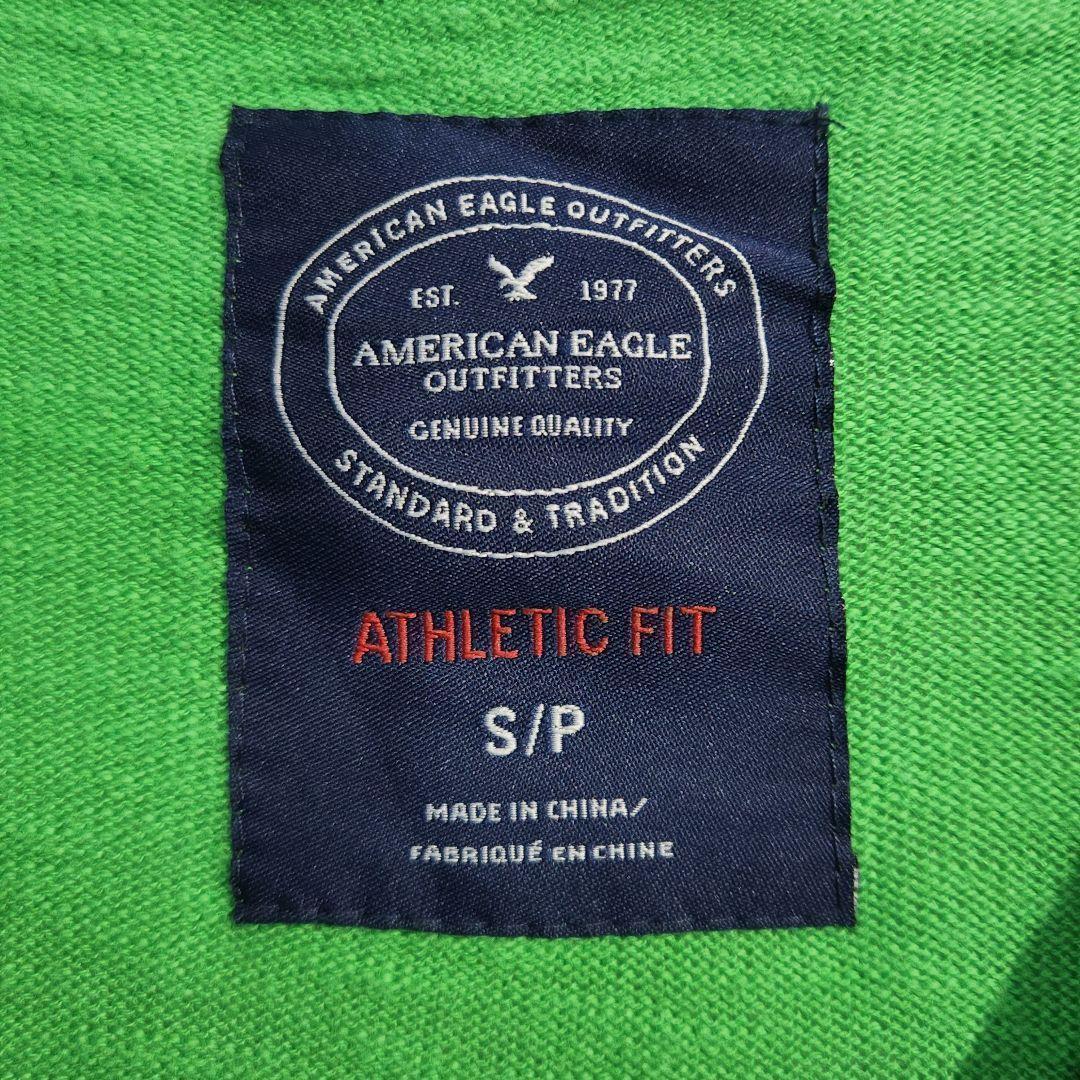 AMERICAN EAGLE OUTFITTERS
EST. 1977
AMERICAN EAGLE
OUTFITTERS
GENUINE QUALITY
STANDARD & TRADITION
ATHLETIC FIT
S/P
MADE IN CHINA/
FABRIQUÉ EN CHINE